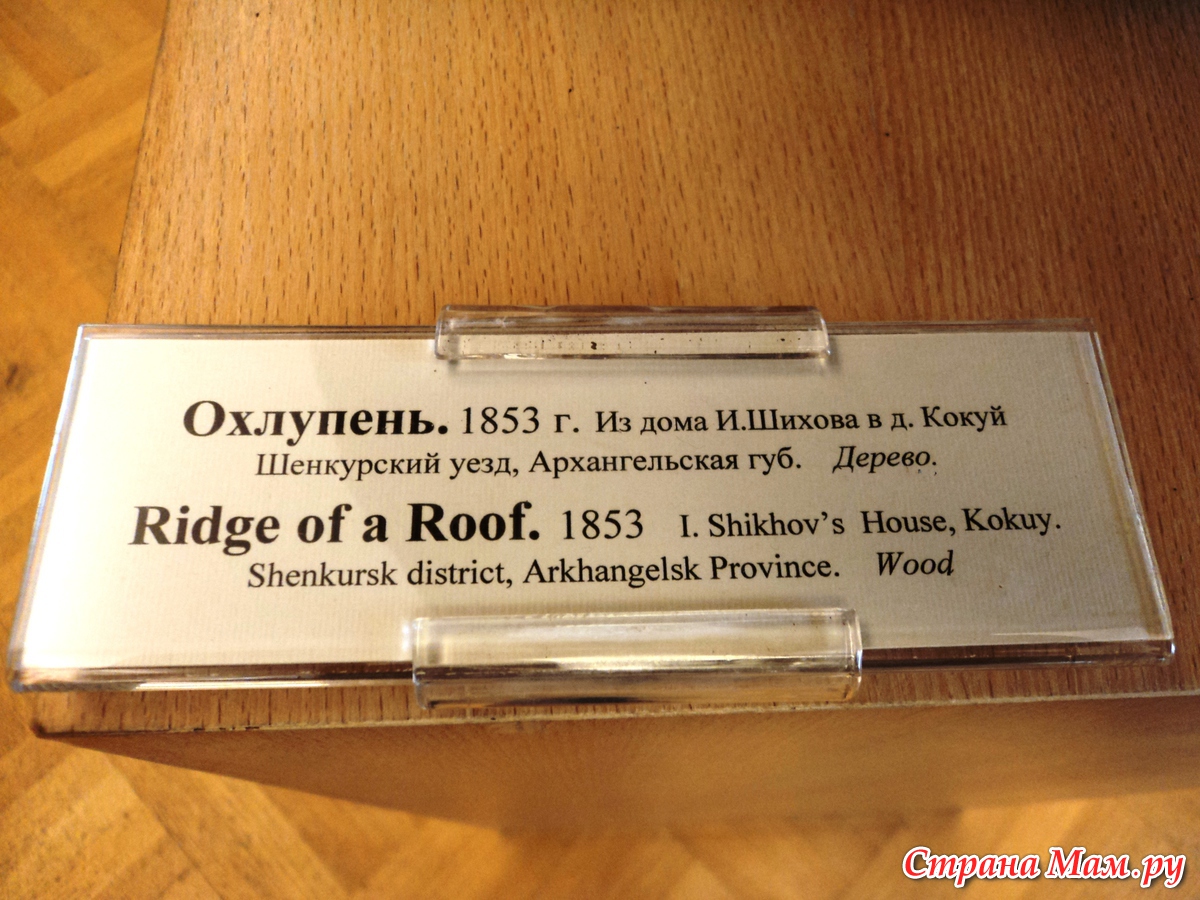 Охлупень. 1853 г. Из дома И.Шихова в д. Кокуй
Шенкурский уезд, Архангельская губ. Дерево.
Ridge of a Roof. 1853 I. Shikhov’s House, Kokuy.
Shenkursk district, Arkhangelsk Province. Wood
Страна Мам.ру